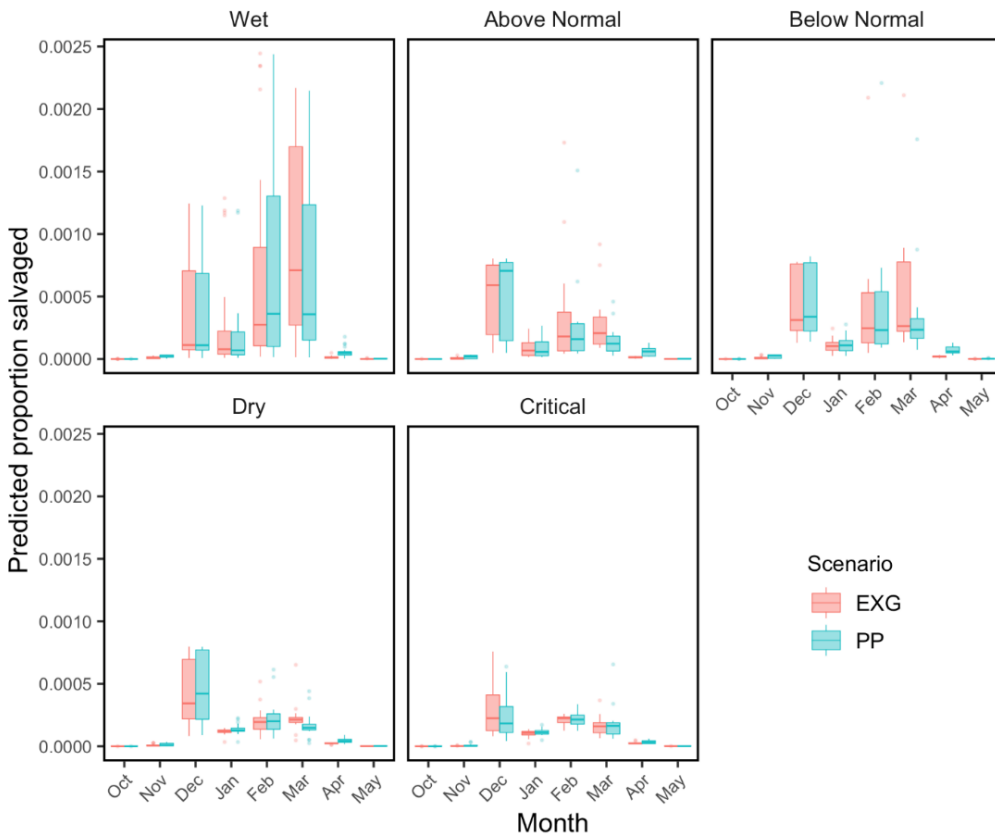 Wet
Above Normal
Below Normal
0.0025
0.0020
0.0015
0.0010
0.0005
0.0000
Oct
Nov
Dec
Jan
Feb
Mar
Apr
May
Dry
Critical
0.0025
0.0020
0.0015
0.0010
0.0005
0.0000
Oct
Nov
Dec
Jan
Feb
Mar
Apr
May
Oct
Nov
Dec
Jan
Feb
Mar
Apr
May
Predicted proportion salvaged
Month
Scenario
EXG
PP